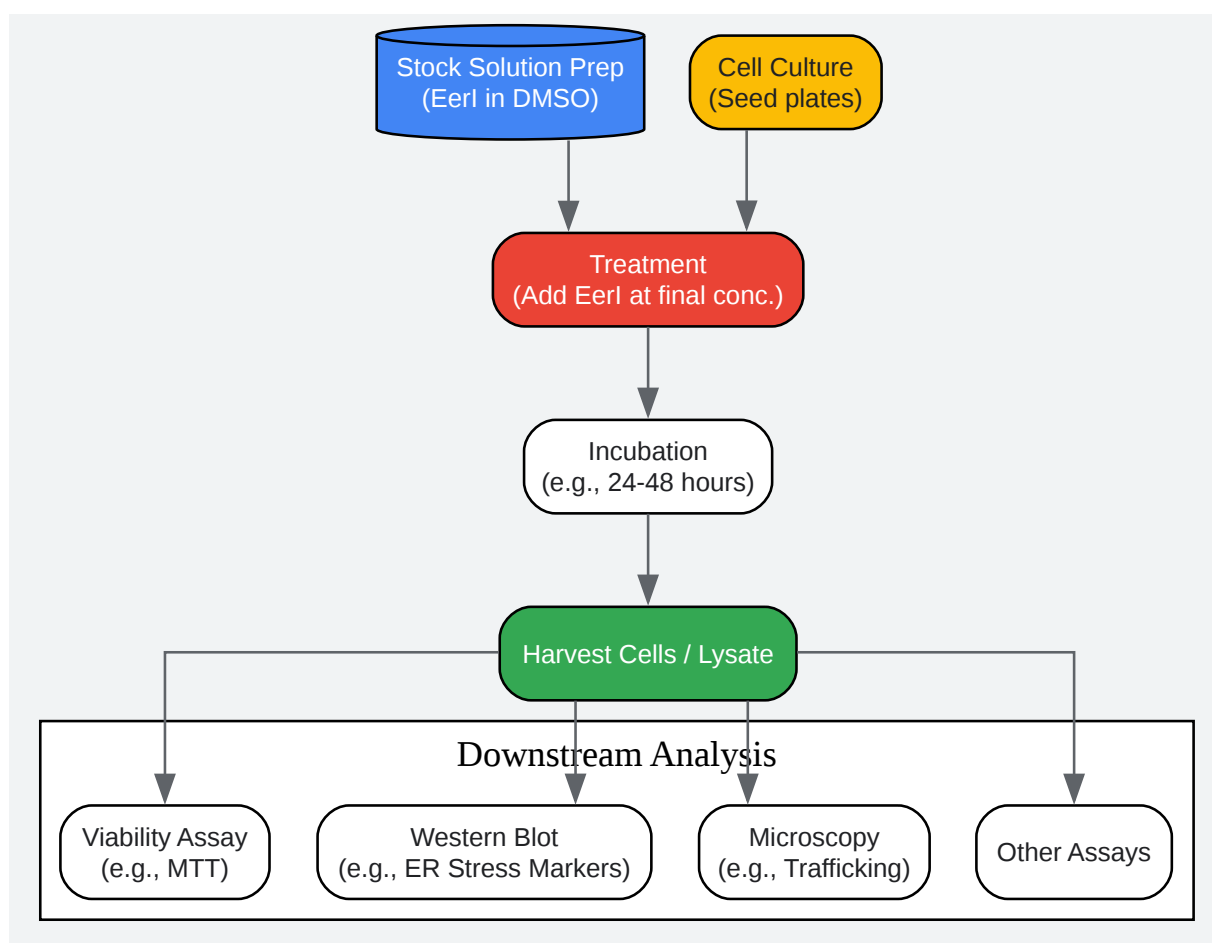 Stock Solution Prep
(EerI in DMSO)
Cell Culture
(Seed plates)
Treatment
(Add EerI at final conc.)
Incubation
(e.g., 24-48 hours)
Harvest Cells / Lysate
Downstream Analysis
Viability Assay
(e.g., MTT)
Western Blot
(e.g., ER Stress Markers)
Microscopy
(e.g., Trafficking)
Other Assays